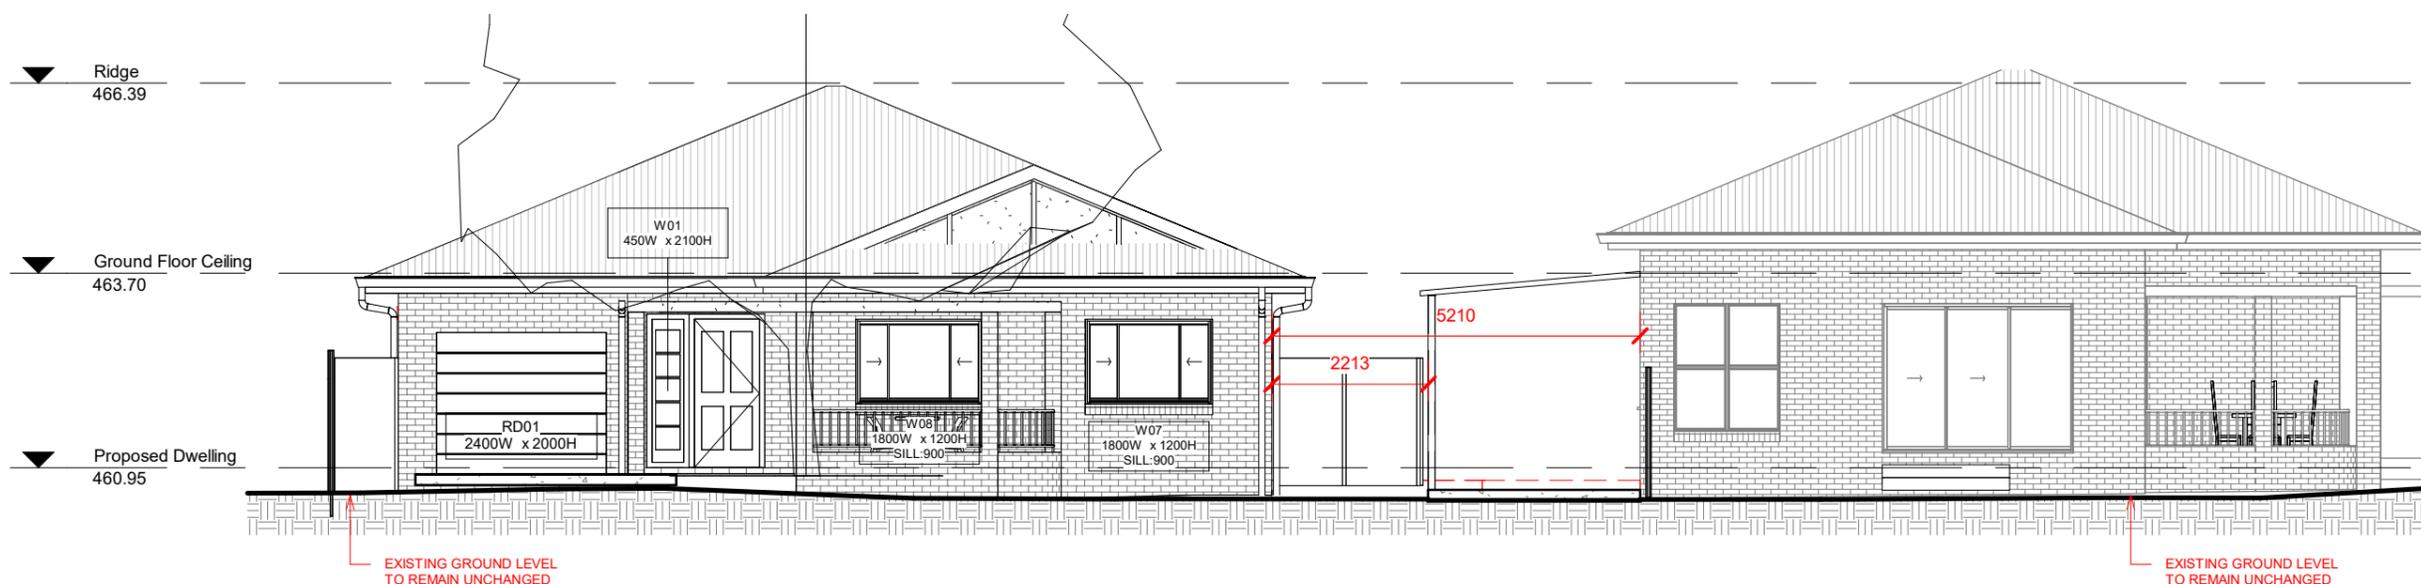 Ridge
466.39
W01
450W x 2100H
Ground Floor Ceiling
463.70
5210
2213
RD01
2400W x 2000H
W08
1800W x 1200H
SILL:900
W07
1800W x 1200H
SILL:900
Proposed Dwelling
460.95
EXISTING GROUND LEVEL
TO REMAIN UNCHANGED
EXISTING GROUND LEVEL
TO REMAIN UNCHANGED